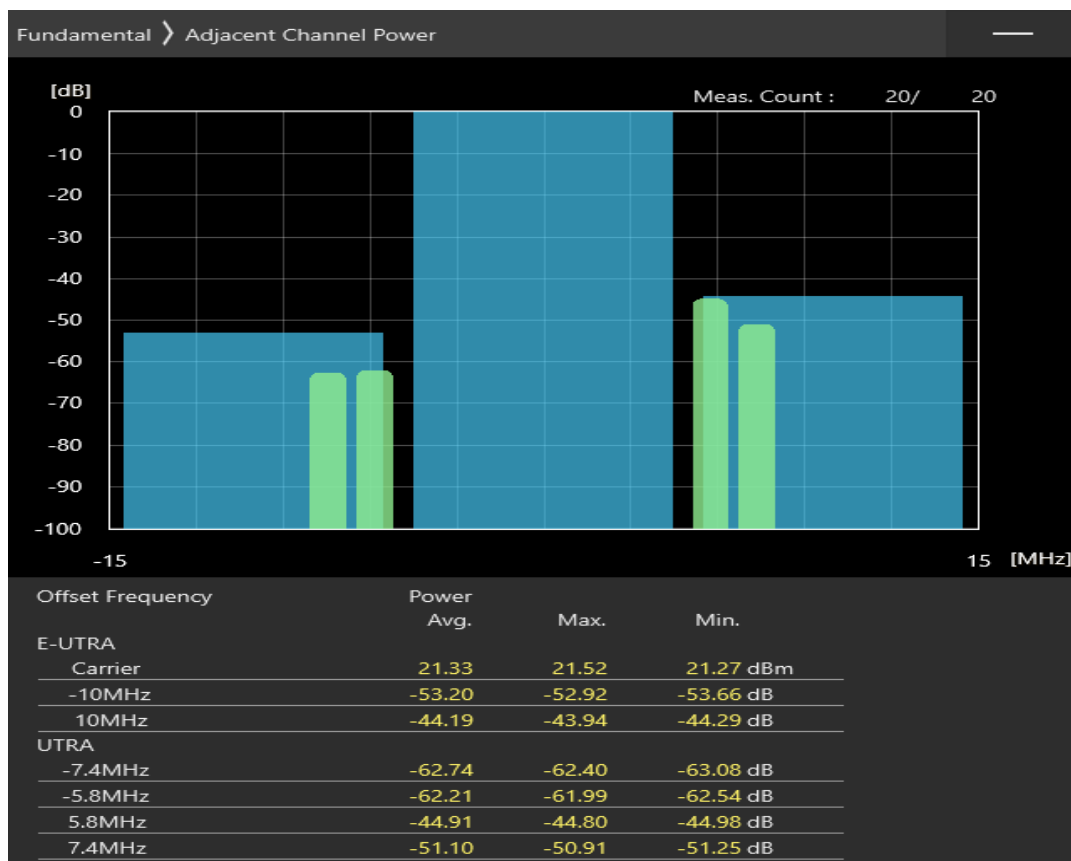 Fundamental ❯ Adjacent Channel Power
[dB]
Meas. Count : 20/ 20
0
-10
-20
-30
-40
-50
-60
-70
-80
-90
-100
-15 15 [MHz]
Offset Frequency Power
Avg. Max. Min.
E-UTRA
Carrier 21.33 21.52 21.27 dBm
-10MHz -53.20 -52.92 -53.66 dB
10MHz -44.19 -43.94 -44.29 dB
UTRA
-7.4MHz -62.74 -62.40 -63.08 dB
-5.8MHz -62.21 -61.99 -62.54 dB
5.8MHz -44.91 -44.80 -44.98 dB
7.4MHz -51.10 -50.91 -51.25 dB